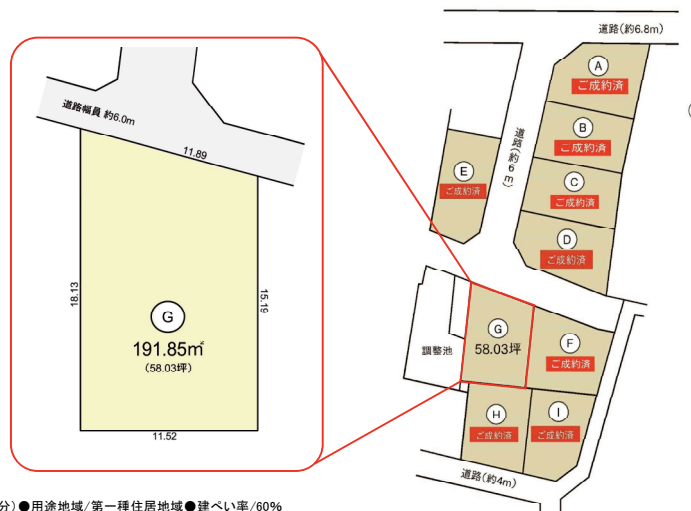 道路(約6.8m)
A
ご成約済
B
ご成約済
C
ご成約済
D
ご成約済
E
ご成約済
道路(約6m)
道路幅員 約6.0m
11.89
18.13
15.19
G
191.85㎡
(58.03坪)
11.52
調整池
G
58.03坪
F
ご成約済
H
ご成約済
I
ご成約済
道路(約4m)
分)●用途地域/第一種住居地域●建ぺい率/60%